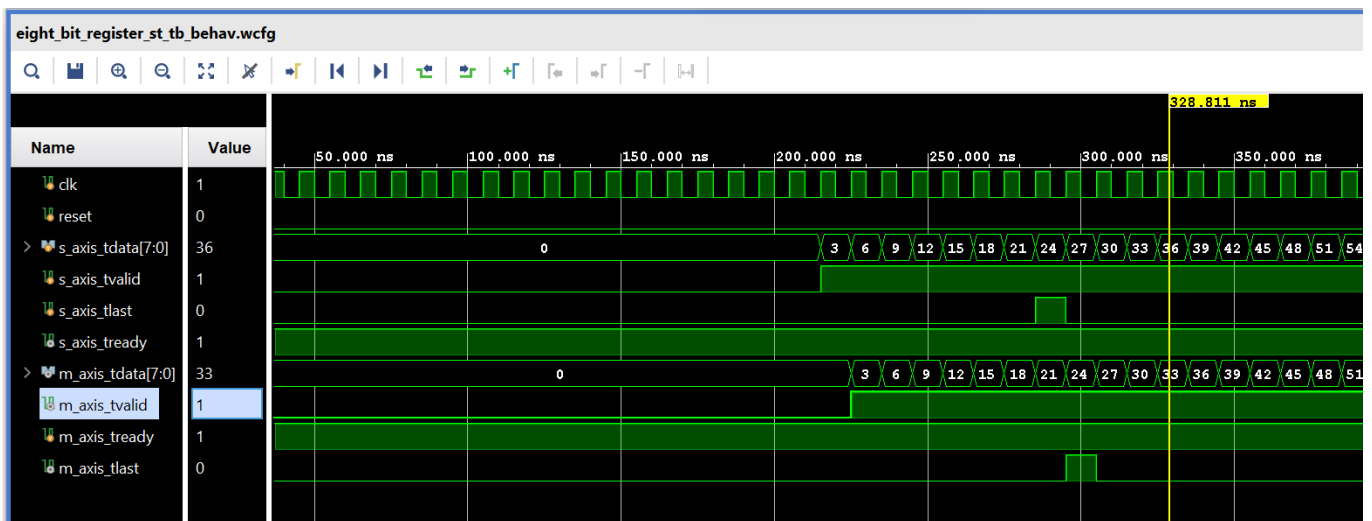 eight_bit_register_st_tb_behav.wcfg
328.811 ns
Name Value
50.000 ns 100.000 ns 150.000 ns 200.000 ns 250.000 ns 300.000 ns 350.000 ns
clk 1
reset 0
s_axis_tdata[7:0] 36 0 3 6 9 12 15 18 21 24 27 30 33 36 39 42 45 48 51 54
s_axis_tvalid 1
s_axis_tlast 0
s_axis_tready 1
m_axis_tdata[7:0] 33 0 3 6 9 12 15 18 21 24 27 30 33 36 39 42 45 48 51
m_axis_tvalid 1
m_axis_tready 1
m_axis_tlast 0